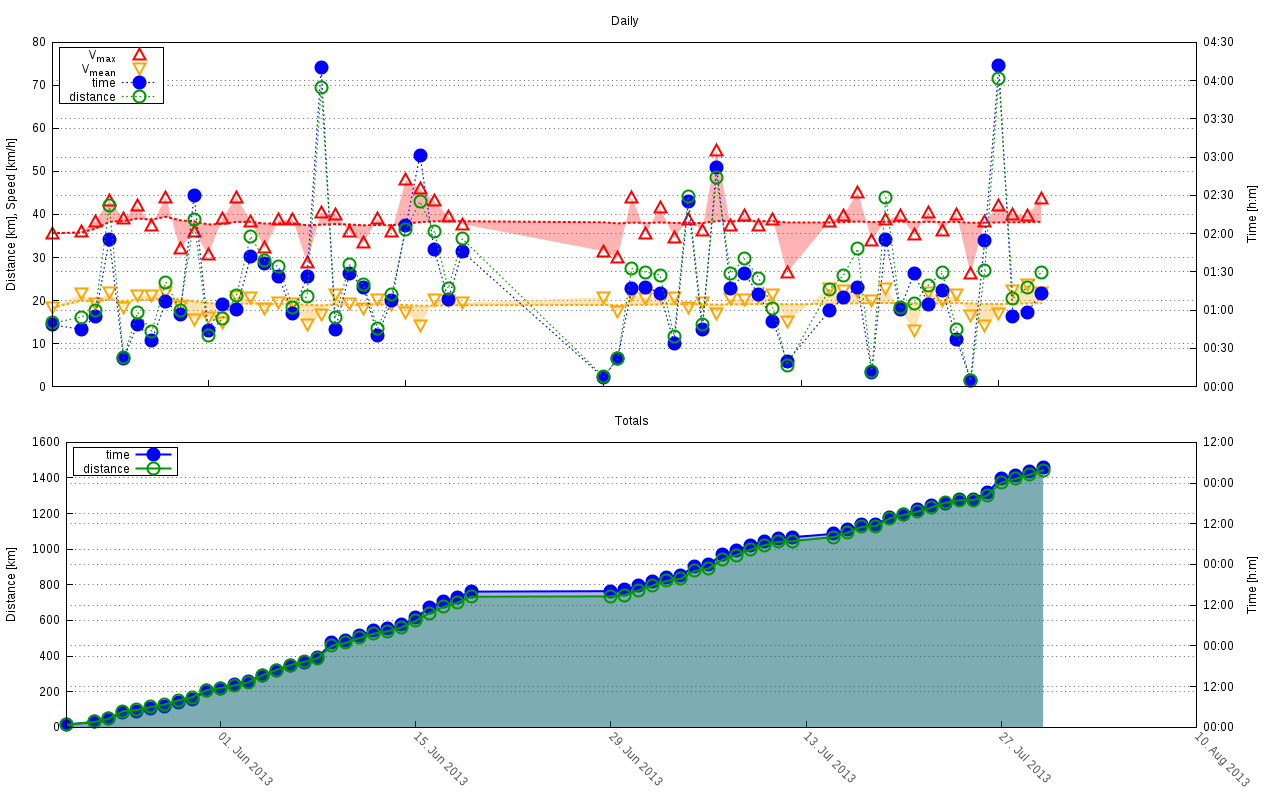 Daily
80
70
60
50
40
30
20
10
0
Distance [km], Speed [km/h]
Vmax
Vmean
time
distance
04:30
04:00
03:30
03:00
02:30
02:00
01:30
01:00
00:30
00:00
Time [h:m]
Totals
1600
1400
1200
1000
800
600
400
200
0
Distance [km]
time
distance
12:00
00:00
12:00
00:00
12:00
00:00
12:00
00:00
Time [h:m]
01. Jun 2013
15. Jun 2013
29. Jun 2013
13. Jul 2013
27. Jul 2013
10. Aug 2013